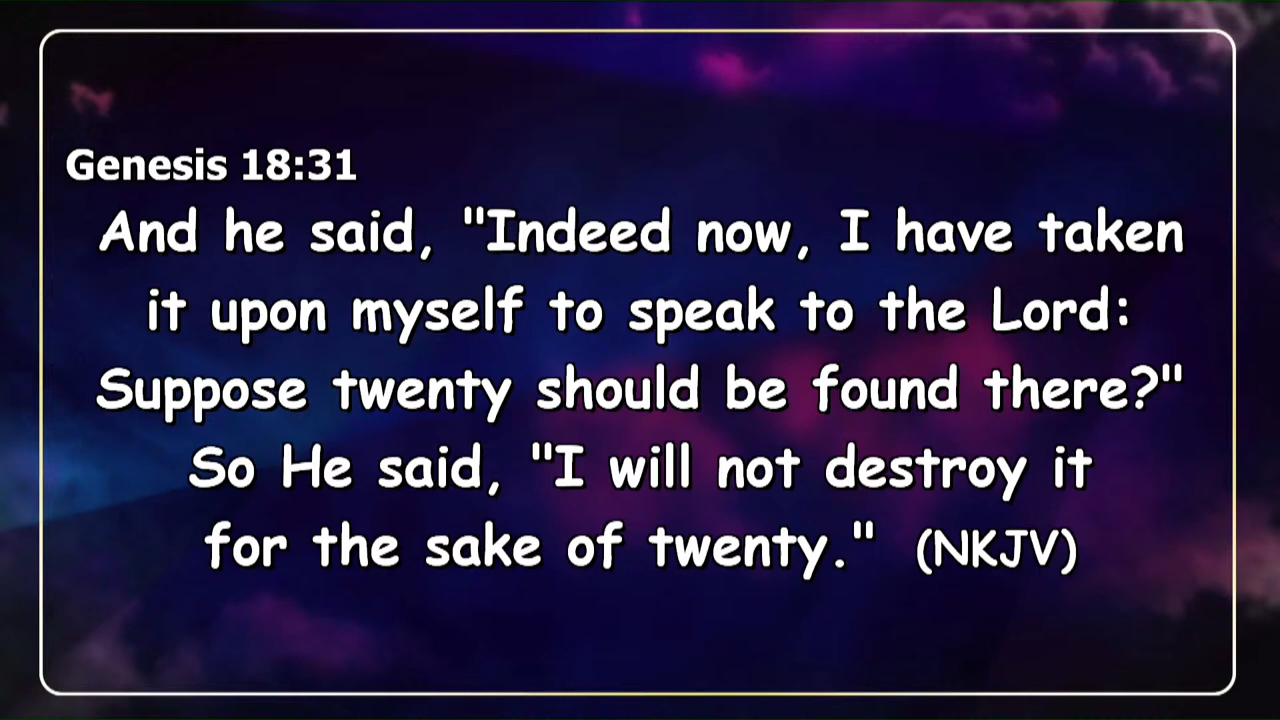 Genesis 18:31
And he said, "Indeed now, I have taken
it upon myself to speak to the Lord:
Suppose twenty should be found there?"
So He said, "I will not destroy it
for the sake of twenty." (NKJV)